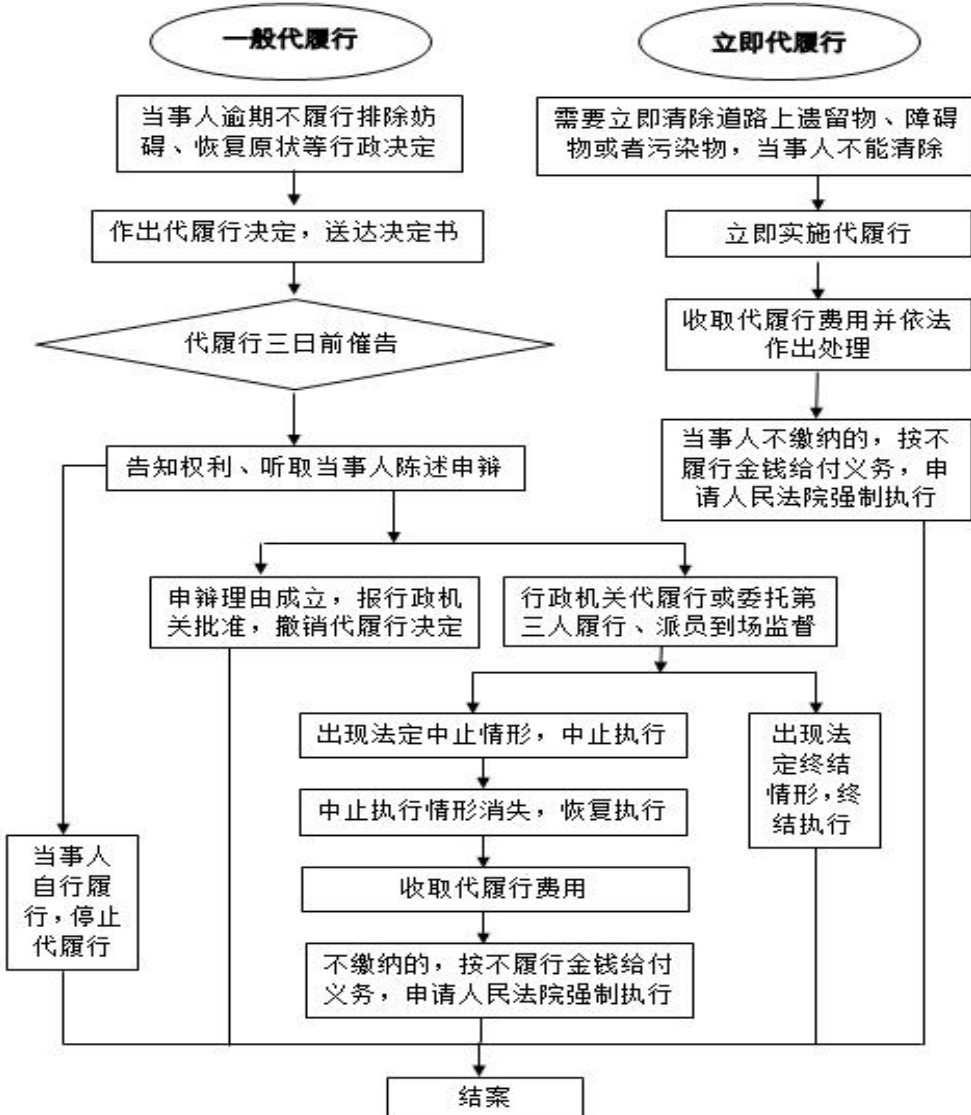 一般代履行
立即代履行
当事人逾期不履行排除妨
碍、恢复原状等行政决定
需要立即清除道路上遗留物、障碍
物或者污染物，当事人不能清除
作出代履行决定，送达决定书
立即实施代履行
代履行三日前催告
收取代履行费用并依法
作出处理
告知权利、听取当事人陈述申辩
当事人不缴纳的，按不
履行金钱给付义务，申
请人民法院强制执行
申辩理由成立，报行政机
关批准，撤销代履行决定
行政机关代履行或委托第
三人履行、派员到场监督
出现法定中止情形，中止执行
出现法
定终结
情形，终
结执行
中止执行情形消失，恢复执行
当事人
自行履
行，停止
代履行
收取代履行费用
不缴纳的，按不履行金钱给付
义务，申请人民法院强制执行
结案